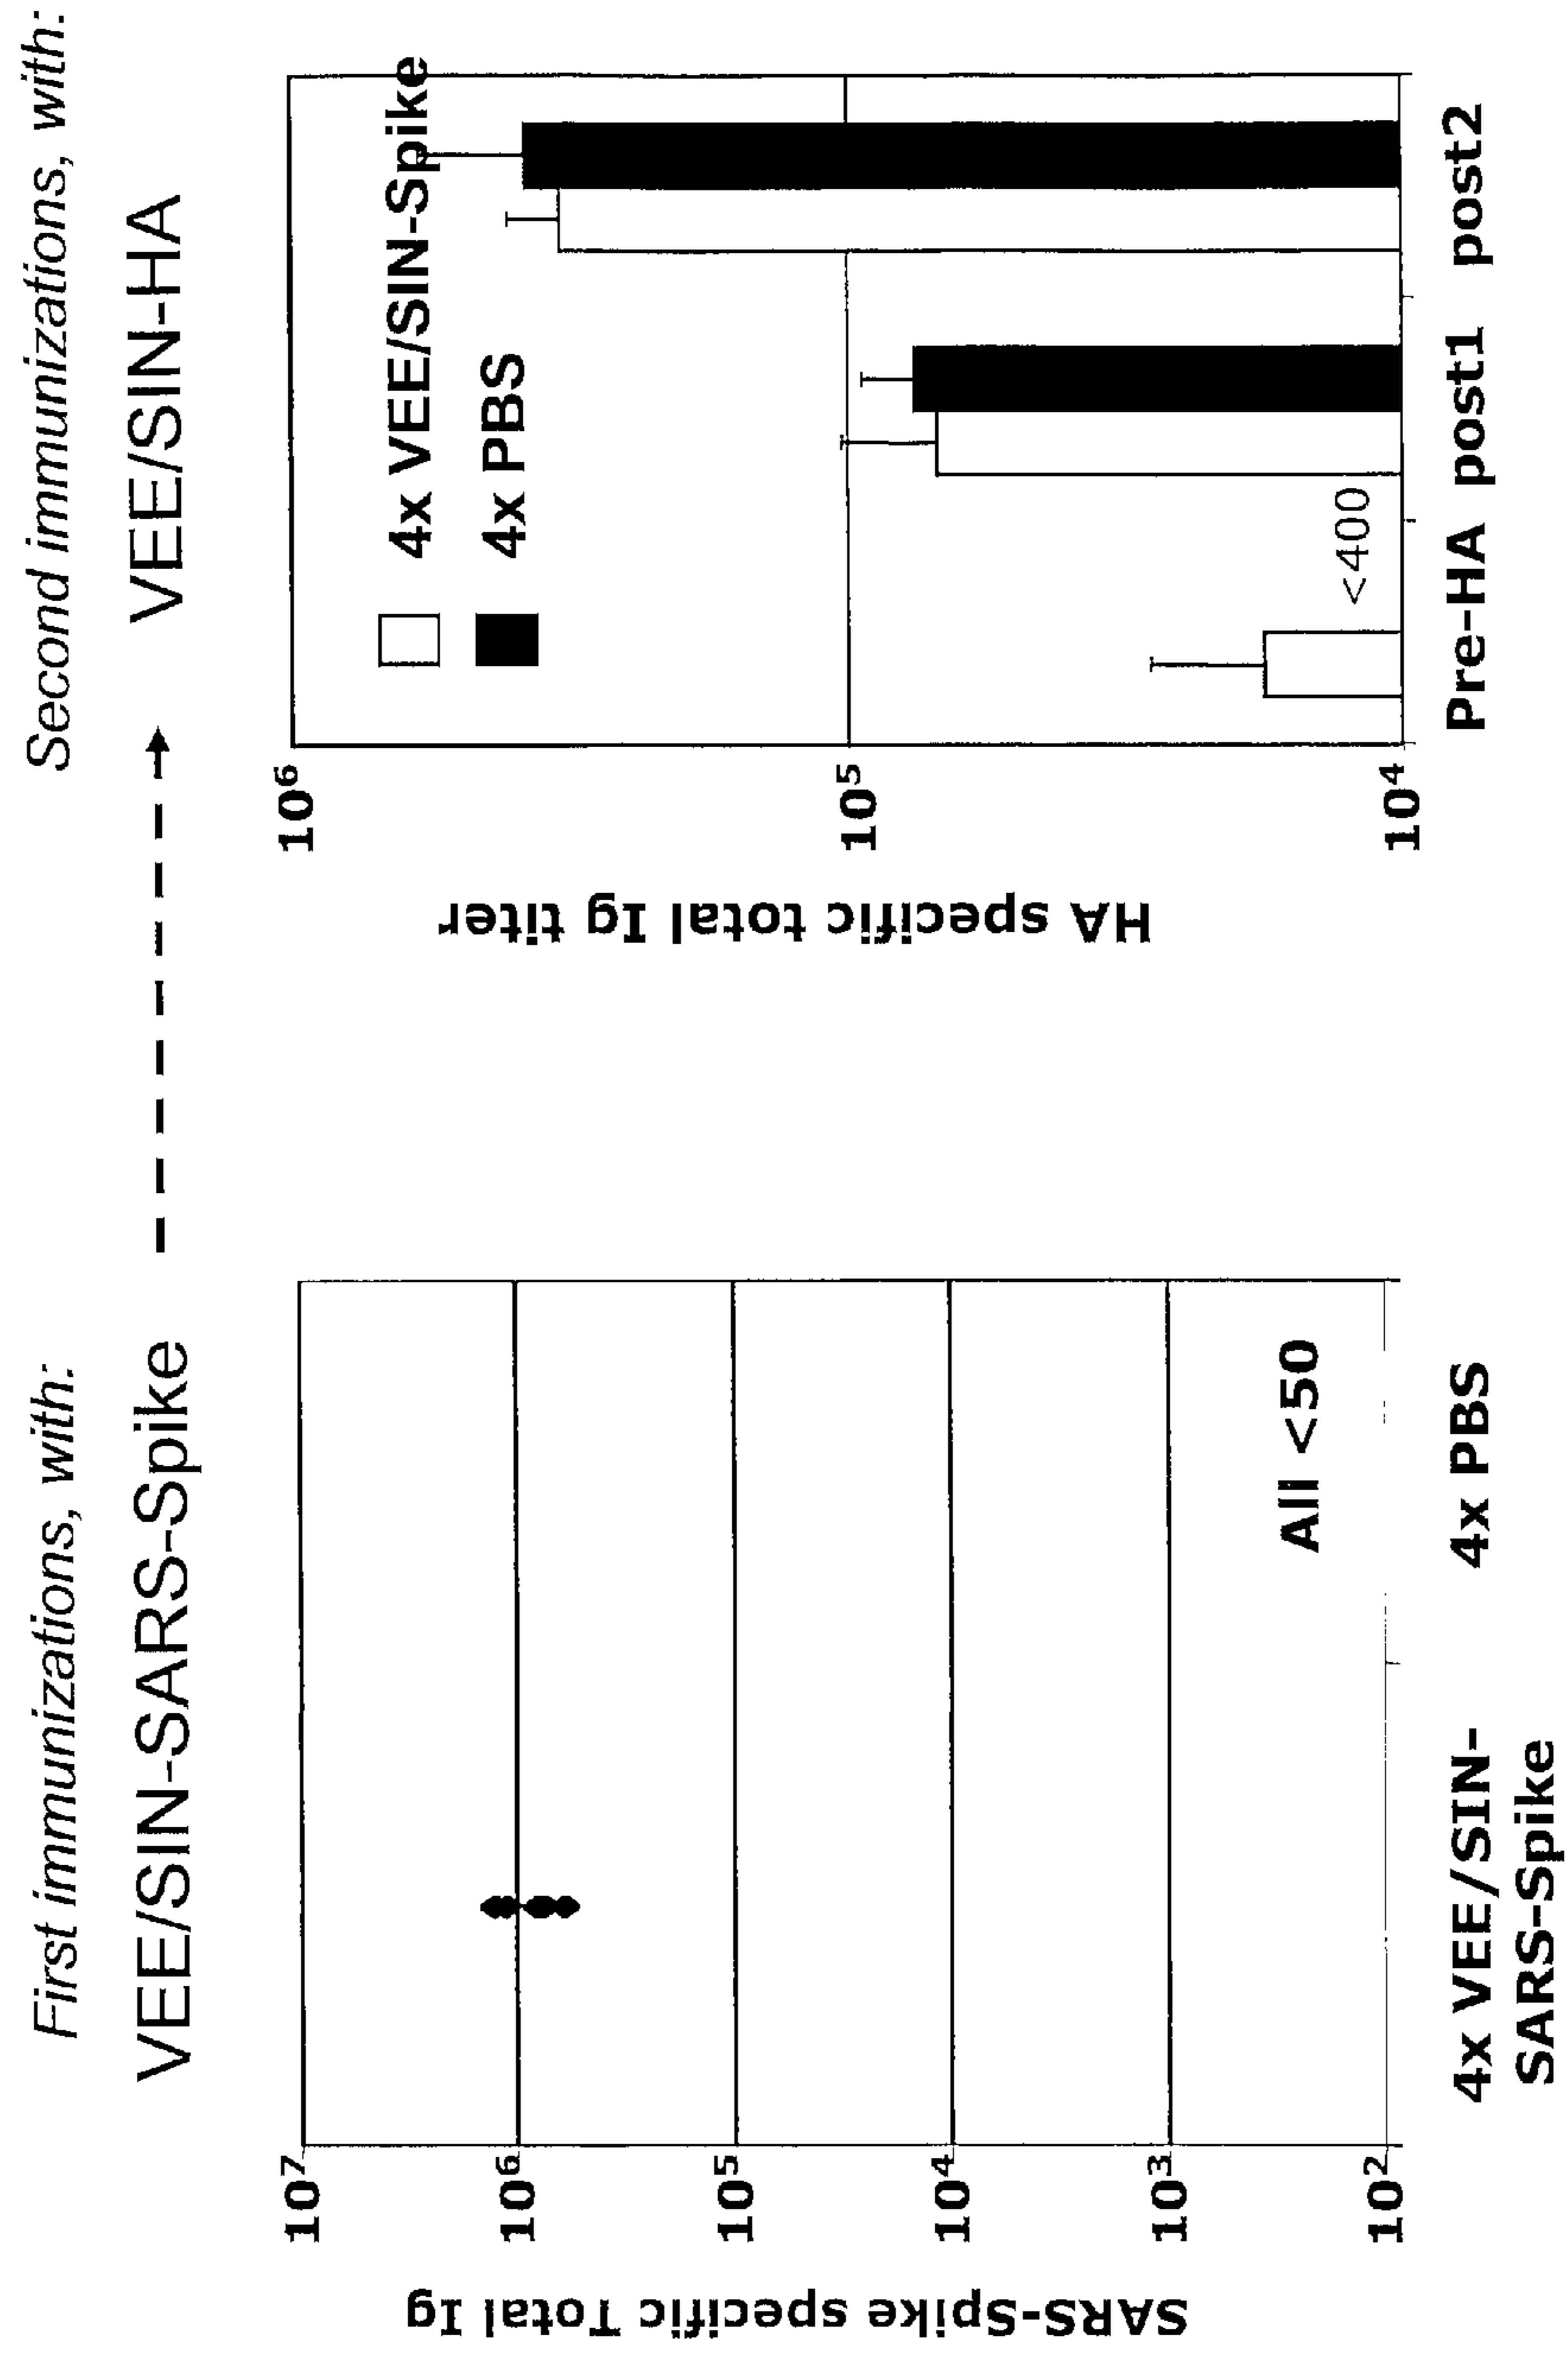 First immunizations, with:
VEE/SIN-SARS-Spike
SARS-Spike specific Total Ig
10⁷
10⁶
10⁵
10⁴
10³
10²
All <50
4x VEE/SIN-
SARS-Spike
4x PBS
Second immunizations, with:
VEE/SIN-HA
HA specific total Ig titer
10⁶
10⁵
10⁴
4x VEE/SIN-Spike
4x PBS
<400
Pre-HA post1 post2